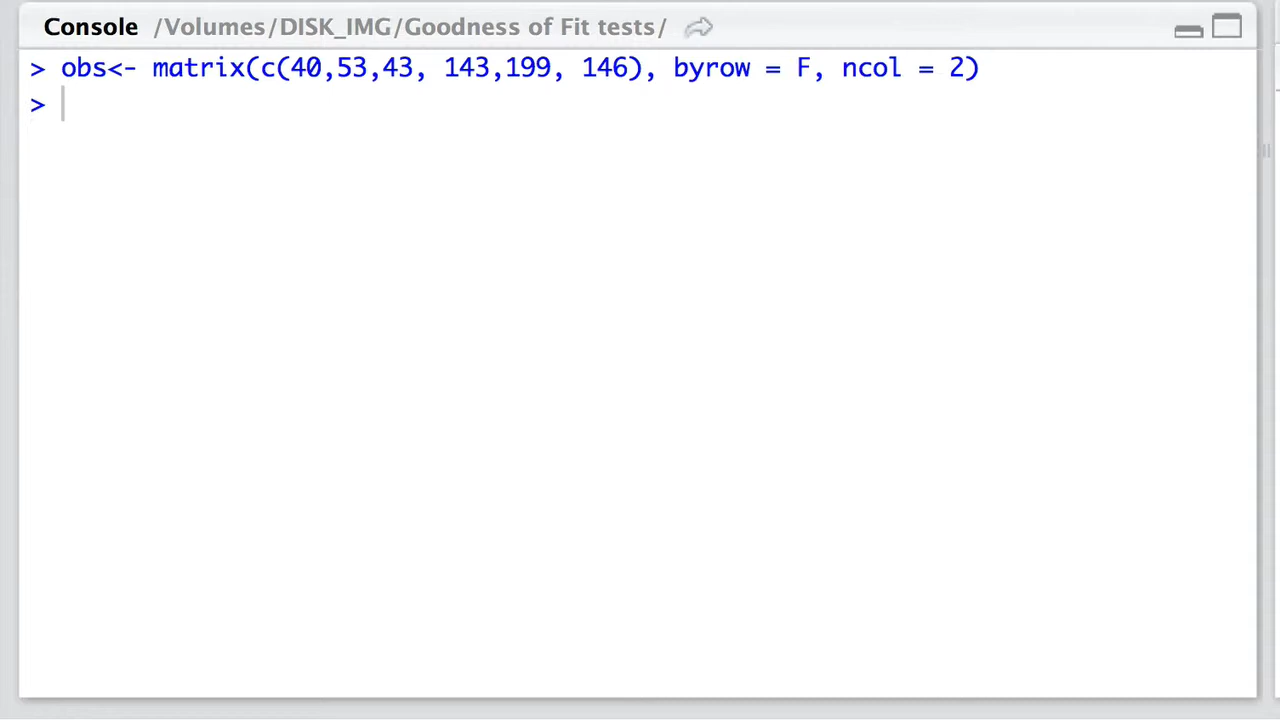 Console /Volumes/DISK_IMG/Goodness of Fit tests/
> obs<- matrix(c(40,53,43, 143,199, 146), byrow = F, ncol = 2)
>